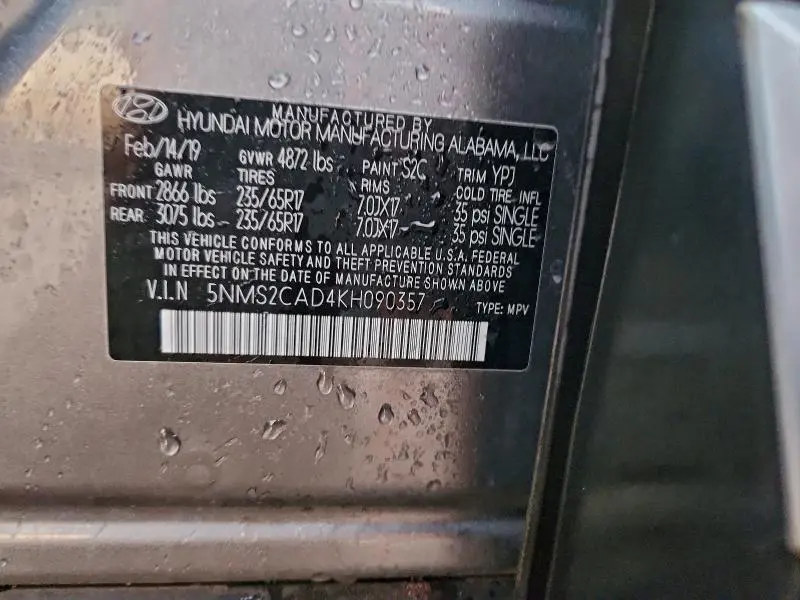 MANUFACTURED BY
HYUNDAI MOTOR MANUFACTURING ALABAMA, LLC
Feb/14/19 GVWR 4872 lbs PAINT S2C TRIM YPJ
GAWR TIRES RIMS COLD TIRE INFL
FRONT 2866 lbs 235/65R17 7.0JX17 35 psi SINGLE
REAR 3075 lbs 235/65R17 7.0JX17 35 psi SINGLE
THIS VEHICLE CONFORMS TO ALL APPLICABLE U.S.A. FEDERAL
MOTOR VEHICLE SAFETY AND THEFT PREVENTION STANDARDS
IN EFFECT ON THE DATE OF MANUFACTURE SHOWN ABOVE
V.I.N 5NMS2CAD4KH090357 TYPE: MPV